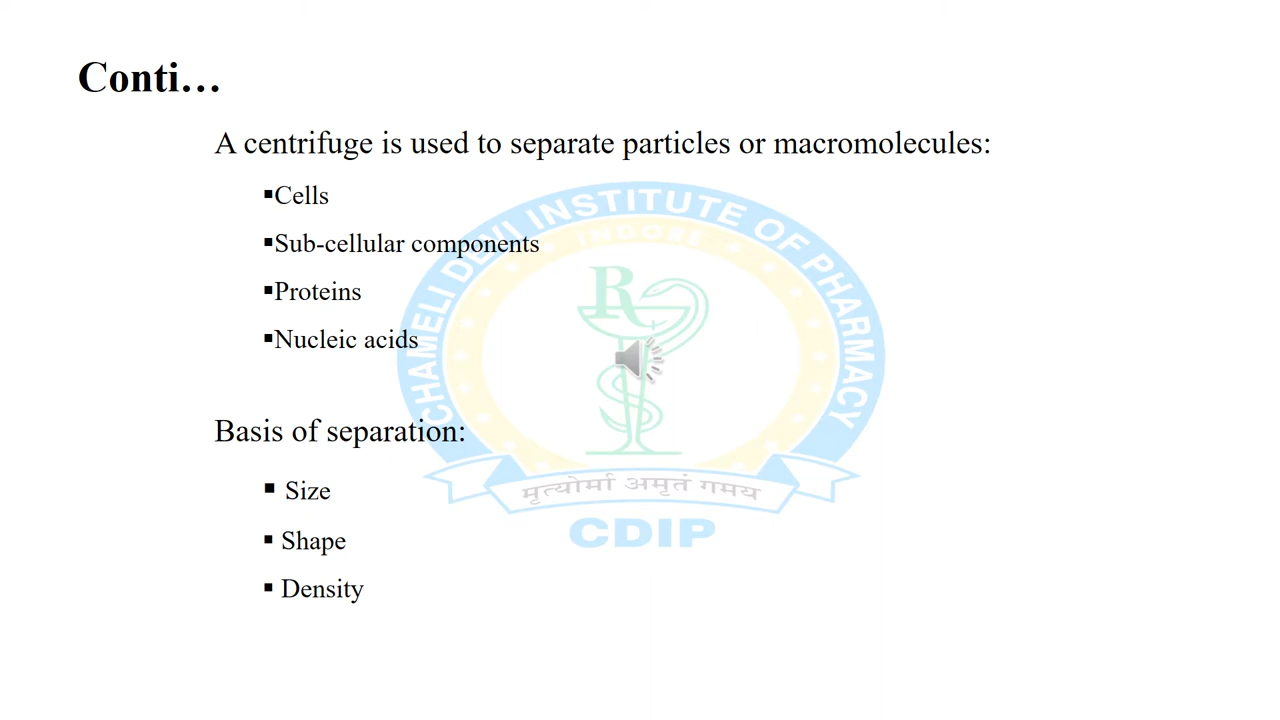 Conti…
A centrifuge is used to separate particles or macromolecules:
▪Cells
▪Sub-cellular components
▪Proteins
▪Nucleic acids
Basis of separation:
▪ Size
▪ Shape
▪ Density
CHAMELI DEVI INSTITUTE OF PHARMACY
INDORE
मृत्योर्मा अमृतं गमय
CDIP